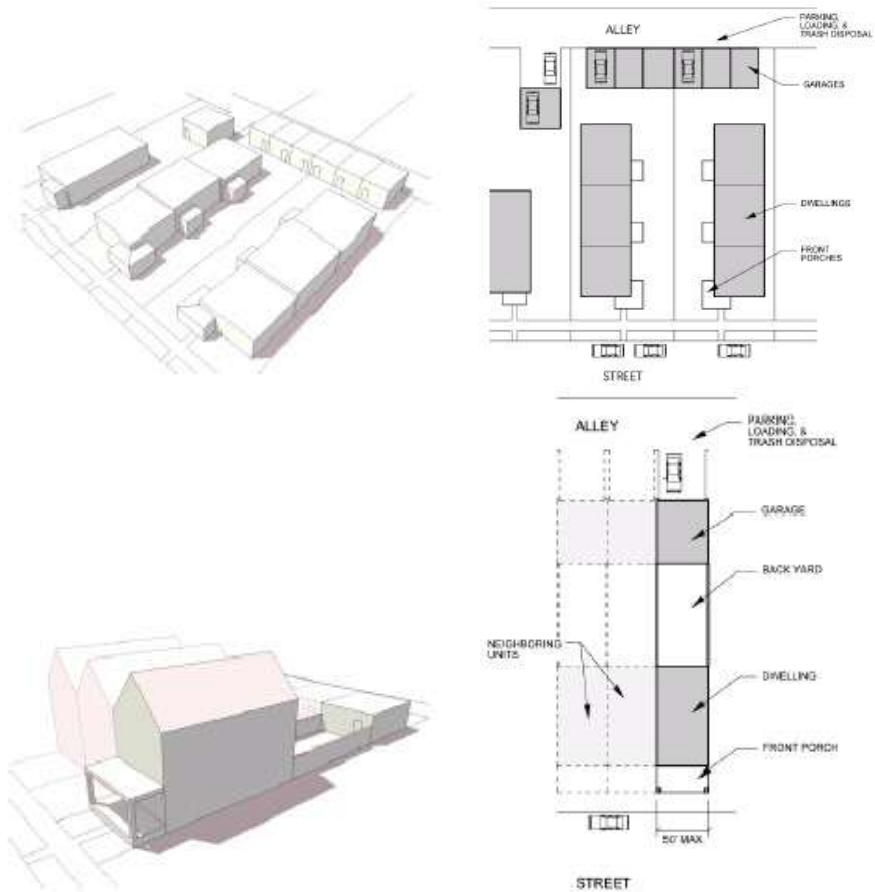 PARKING,
LOADING, &
TRASH DISPOSAL
ALLEY
GARAGES
DWELLINGS
FRONT
PORCHES
STREET
PARKING,
LOADING, &
TRASH DISPOSAL
ALLEY
GARAGE
BACK YARD
NEIGHBORING
UNITS
DWELLING
FRONT PORCH
50' MAX
STREET